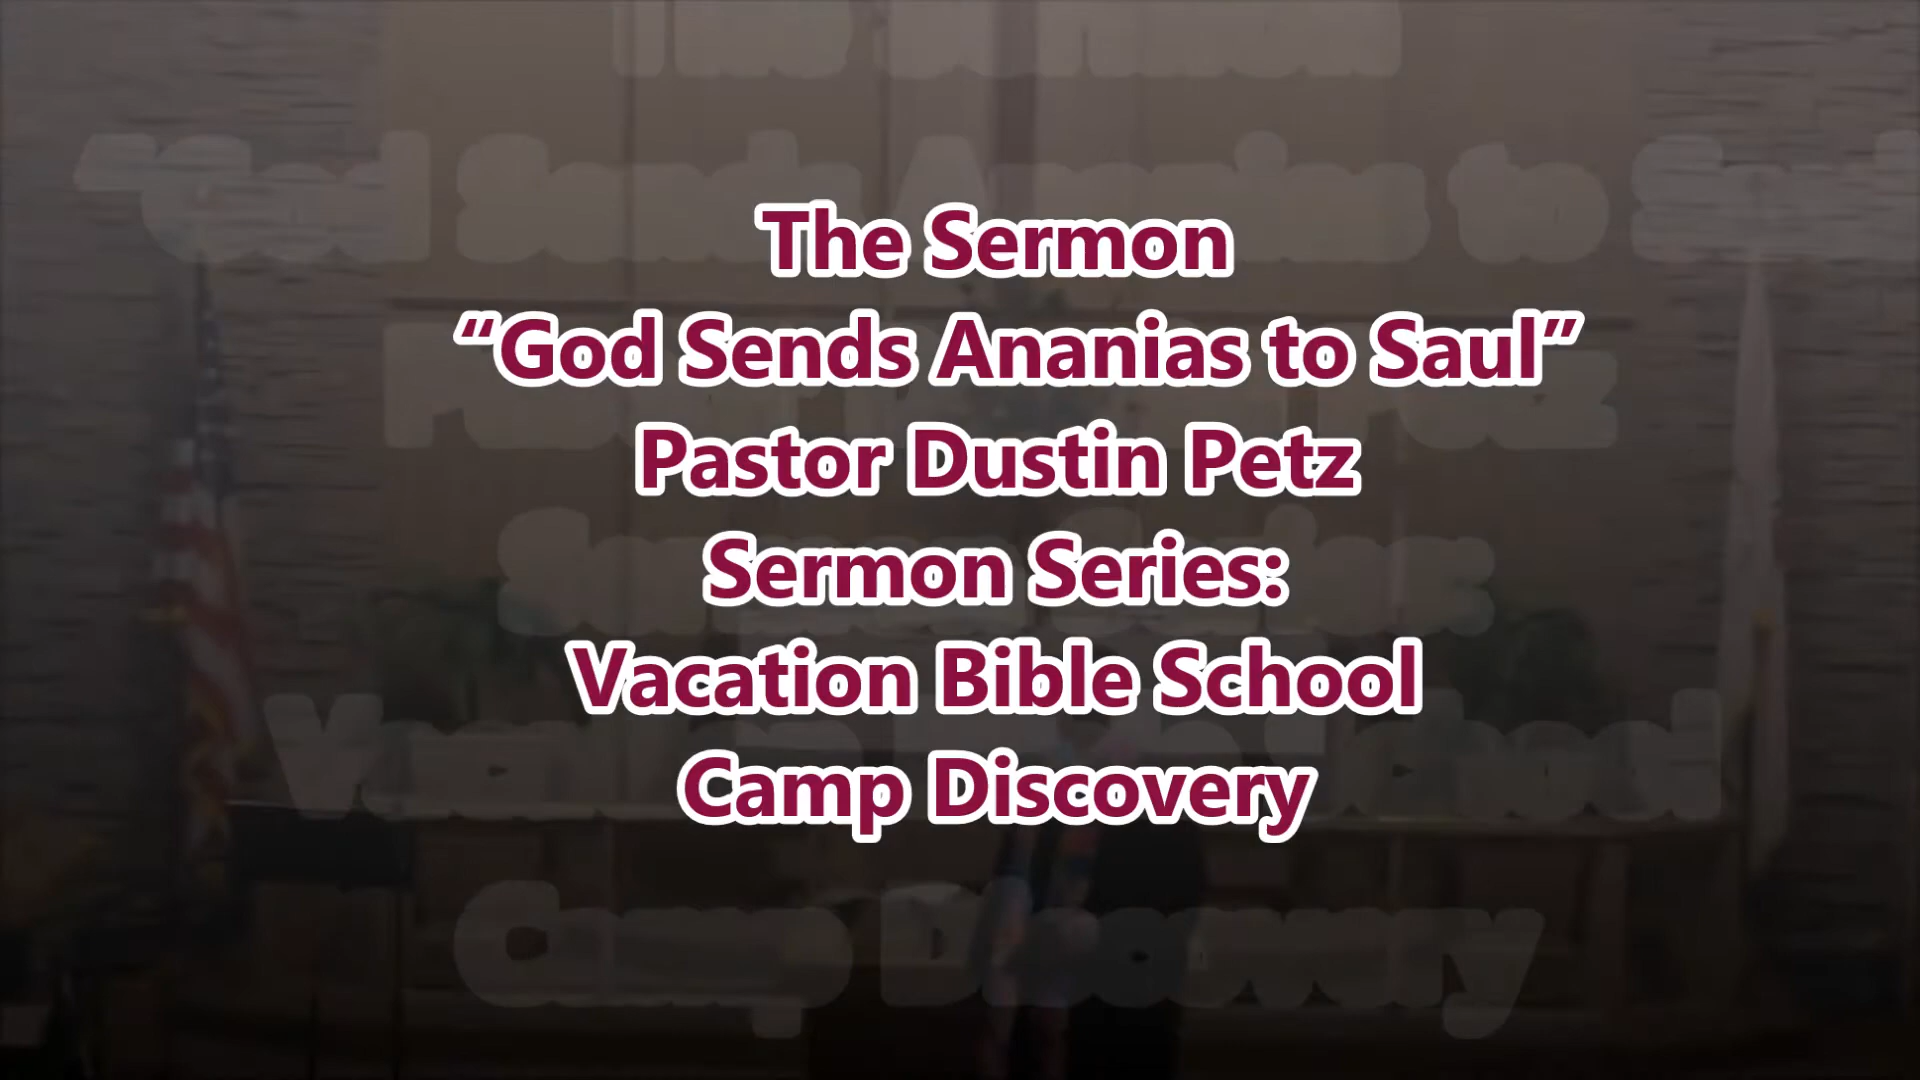 The Sermon
“God Sends Ananias to Saul”
Pastor Dustin Petz
Sermon Series:
Vacation Bible School
Camp Discovery